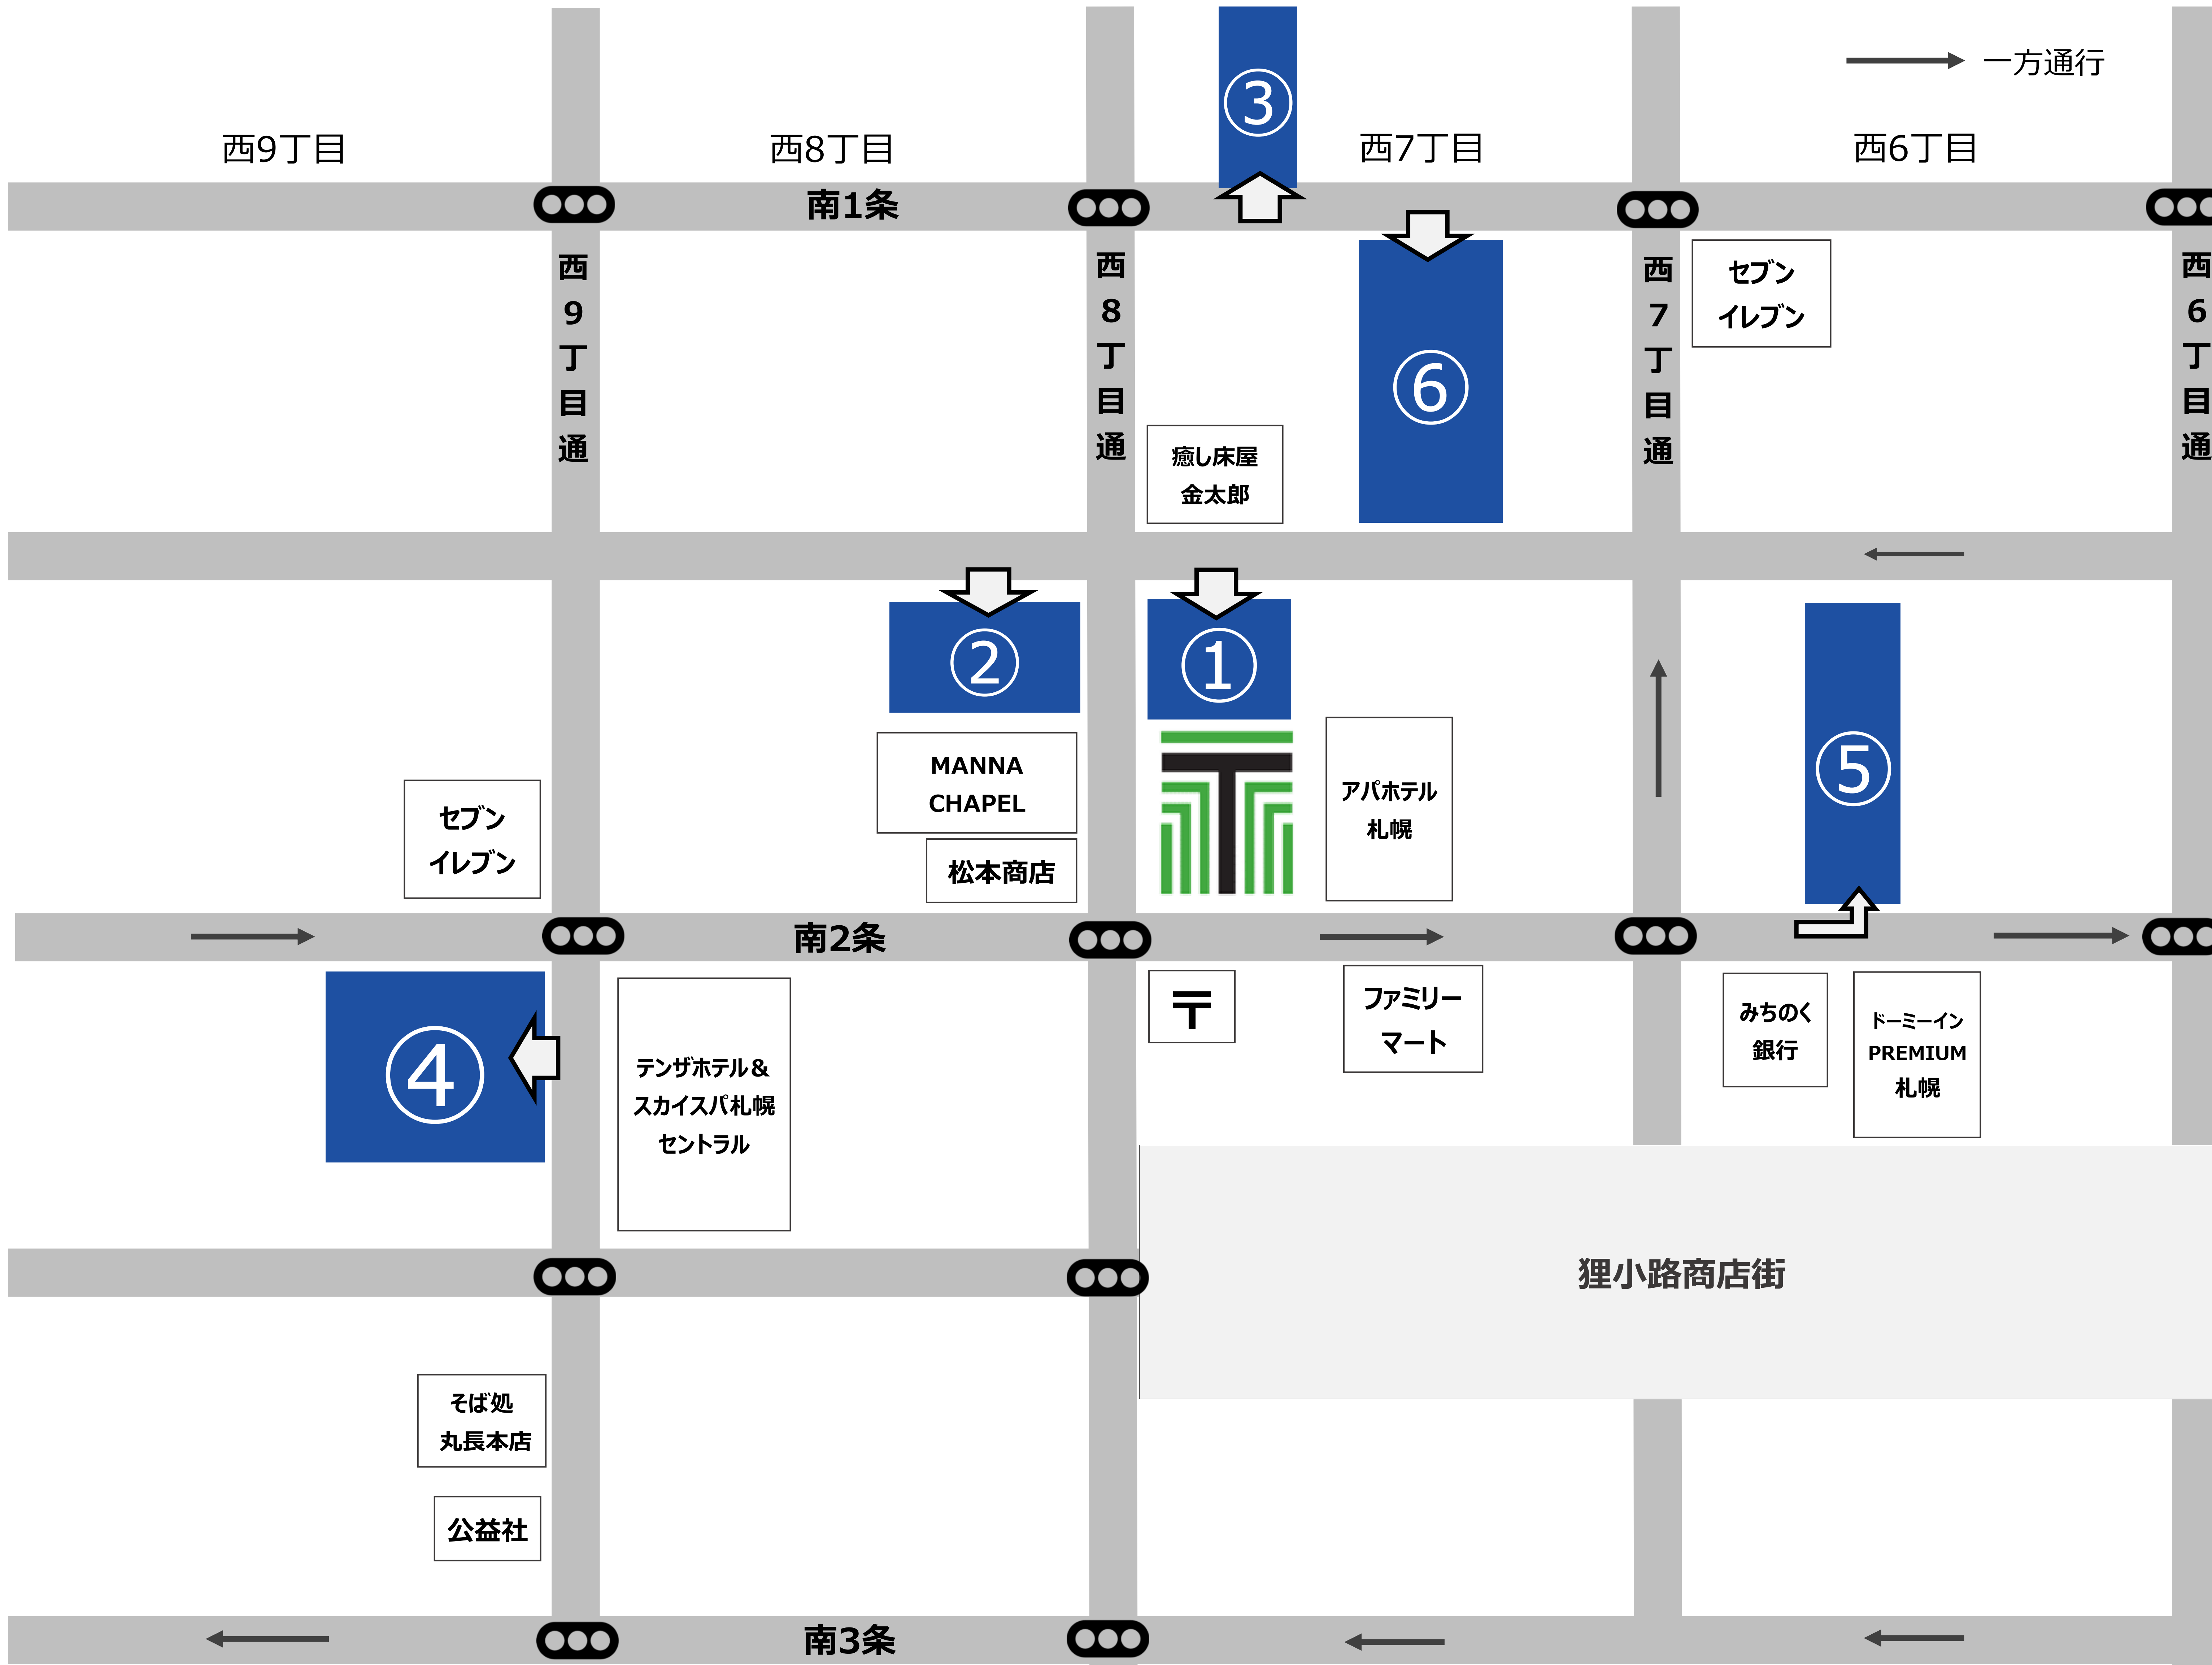 一方通行
③
西9丁目
西8丁目
西7丁目
西6丁目
南1条
西9丁目通
西8丁目通
西7丁目通
西6丁目通
セブン
イレブン
⑥
癒し床屋
金太郎
②
①
⑤
MANNA
CHAPEL
アパホテル
札幌
セブン
イレブン
松本商店
南2条
④
テンザホテル&
スカイスパ札幌
セントラル
〒
ファミリー
マート
みちのく
銀行
ドーミーイン
PREMIUM
札幌
狸小路商店街
そば処
丸長本店
公益社
南3条